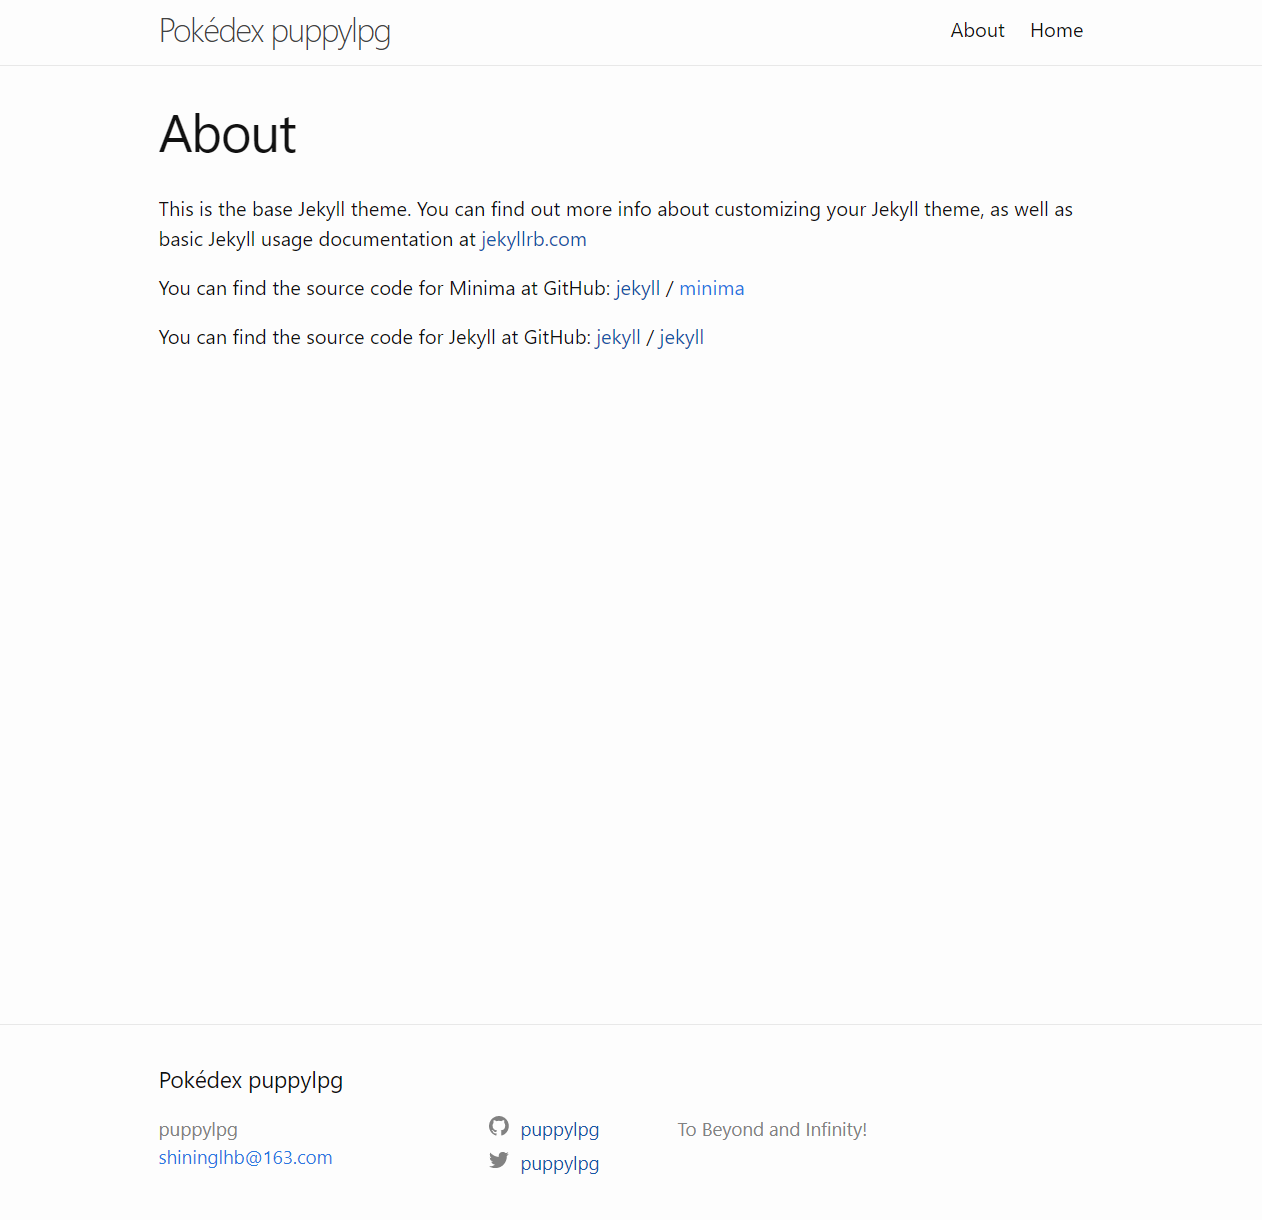 Pokédex puppylpg
About Home
About
This is the base Jekyll theme. You can find out more info about customizing your Jekyll theme, as well as
basic Jekyll usage documentation at jekyllrb.com
You can find the source code for Minima at GitHub: jekyll / minima
You can find the source code for Jekyll at GitHub: jekyll / jekyll
Pokédex puppylpg
puppylpg
shininglhb@163.com
puppylpg
puppylpg
To Beyond and Infinity!